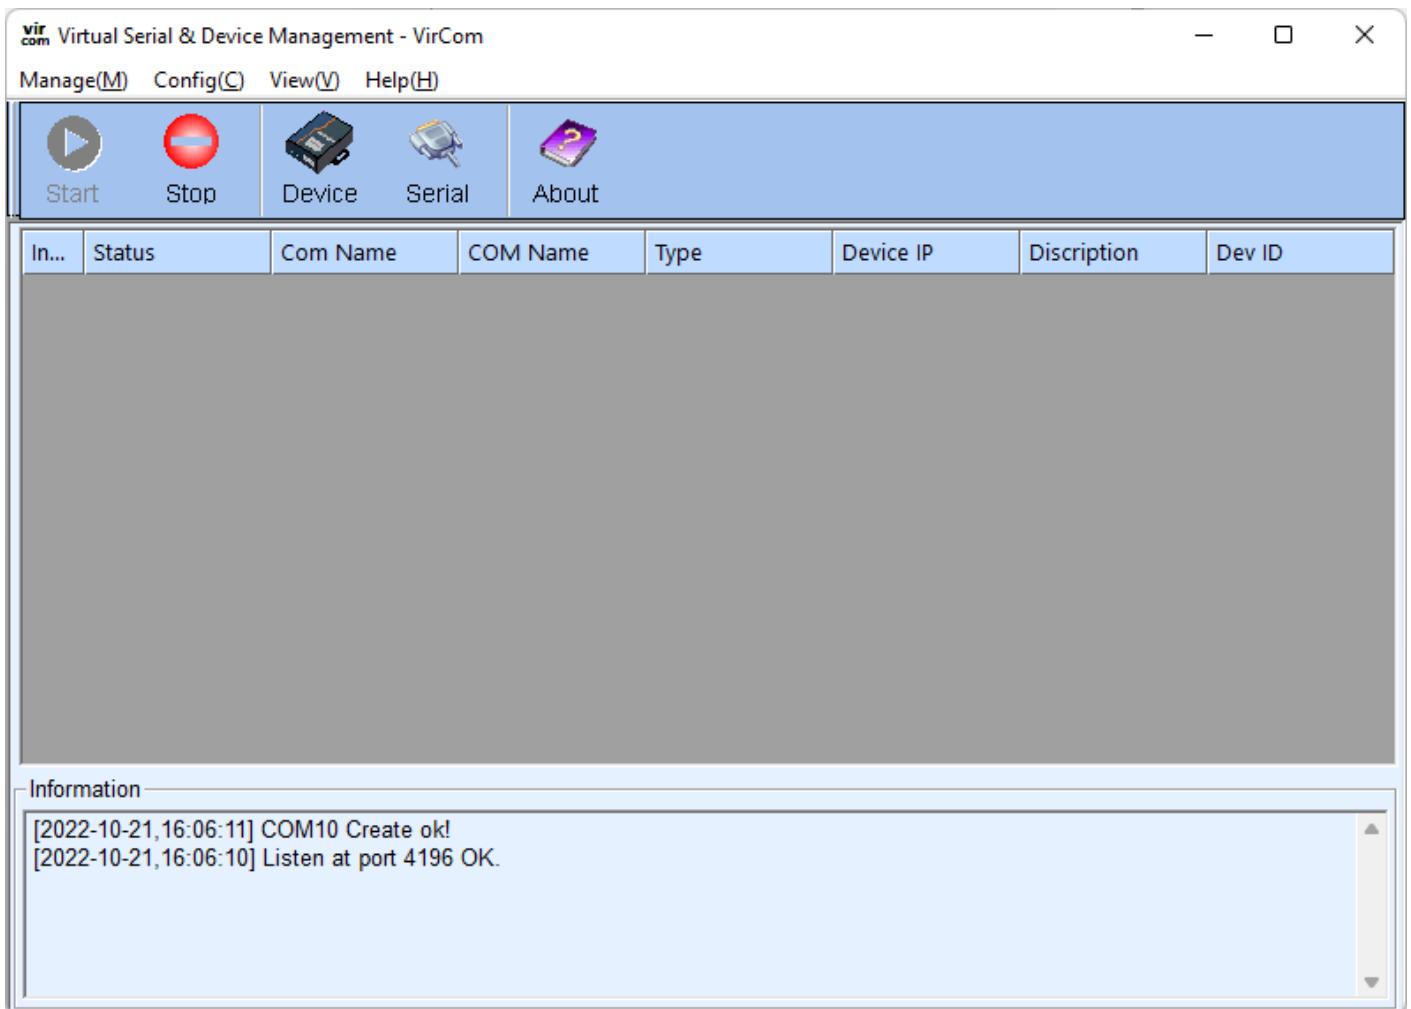 vir com Virtual Serial & Device Management - VirCom
Manage(M) Config(C) View(V) Help(H)
Start Stop Device Serial About
In... Status Com Name COM Name Type Device IP Discription Dev ID
Information
[2022-10-21,16:06:11] COM10 Create ok!
[2022-10-21,16:06:10] Listen at port 4196 OK.